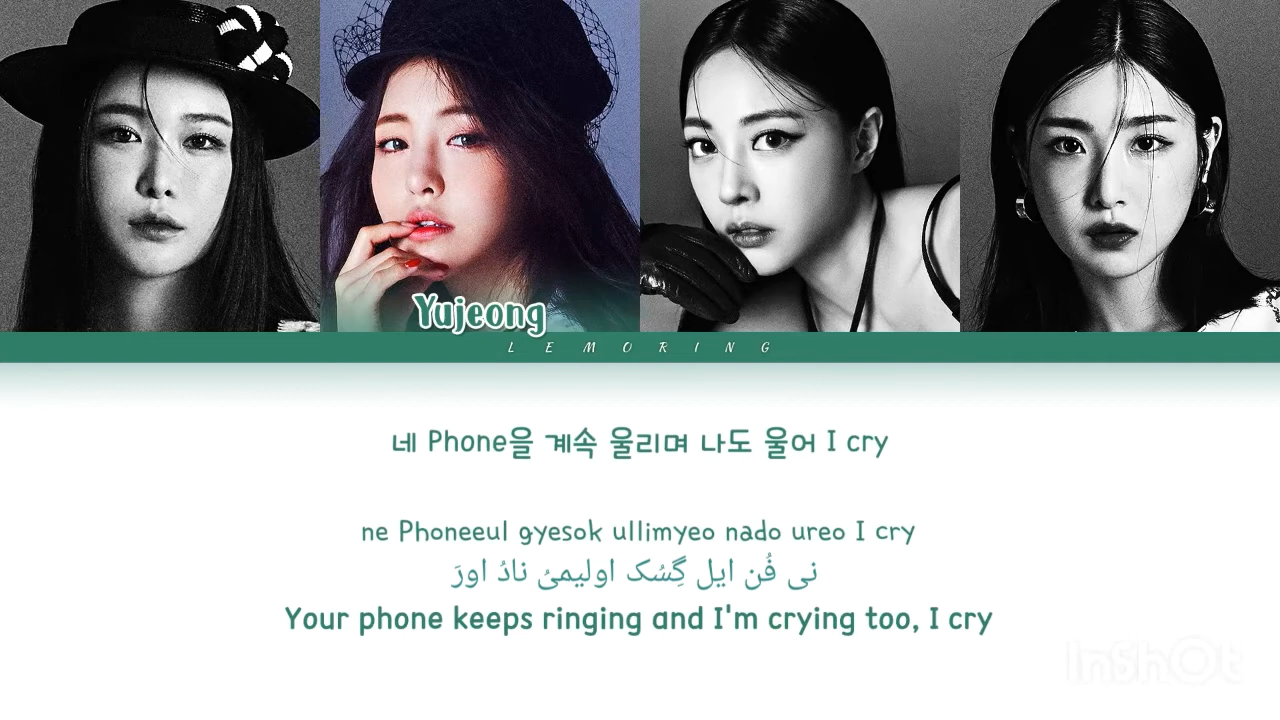 Yujeong
LEMORING
네 Phone을 계속 울리며 나도 울어 I cry
ne Phoneeul gyesok ullimyeo nado ureo I cry
نی فُن ایل گِسُک اولیمیُ نادُ اورَ
Your phone keeps ringing and I'm crying too, I cry
InShOt